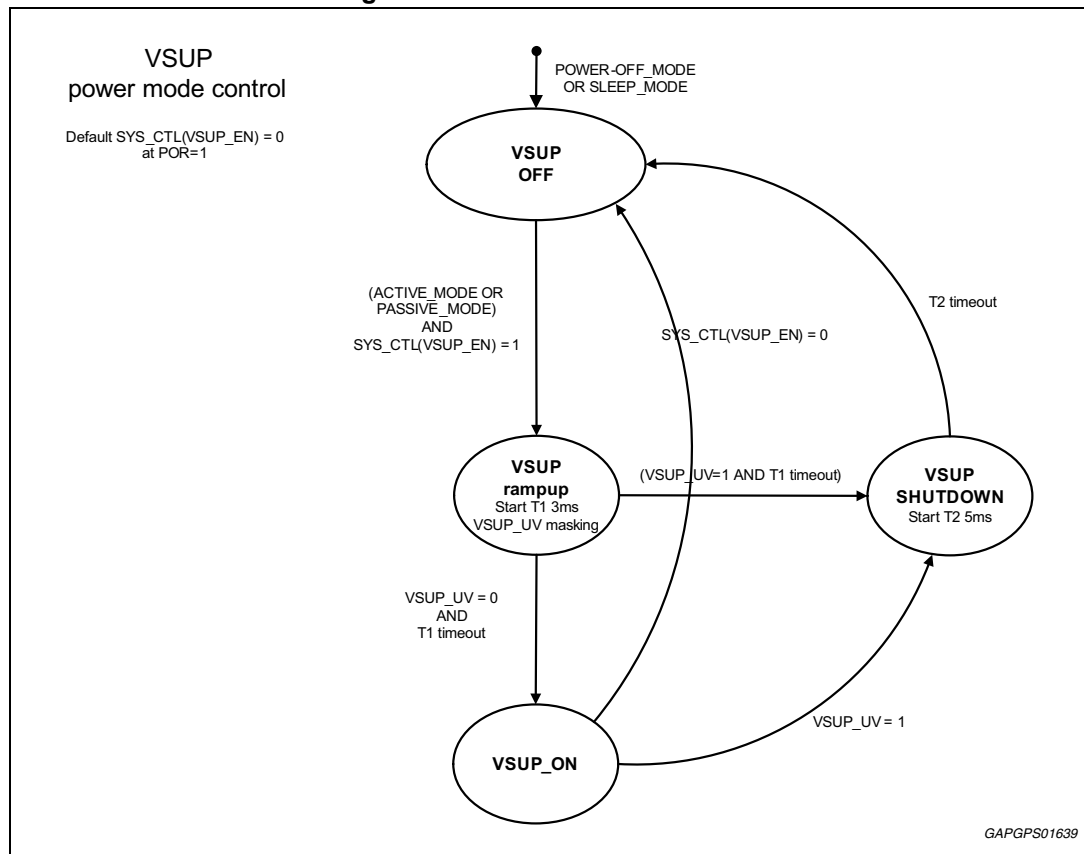 VSUP
power mode control
Default SYS_CTL(VSUP_EN) = 0
at POR=1
POWER-OFF_MODE
OR SLEEP_MODE
VSUP
OFF
(ACTIVE_MODE OR
PASSIVE_MODE)
AND
SYS_CTL(VSUP_EN) = 1
SYS_CTL(VSUP_EN) = 0
T2 timeout
VSUP
rampup
Start T1 3ms
VSUP_UV masking
(VSUP_UV=1 AND T1 timeout)
VSUP
SHUTDOWN
Start T2 5ms
VSUP_UV = 0
AND
T1 timeout
VSUP_UV = 1
VSUP_ON
GAPGPS01639